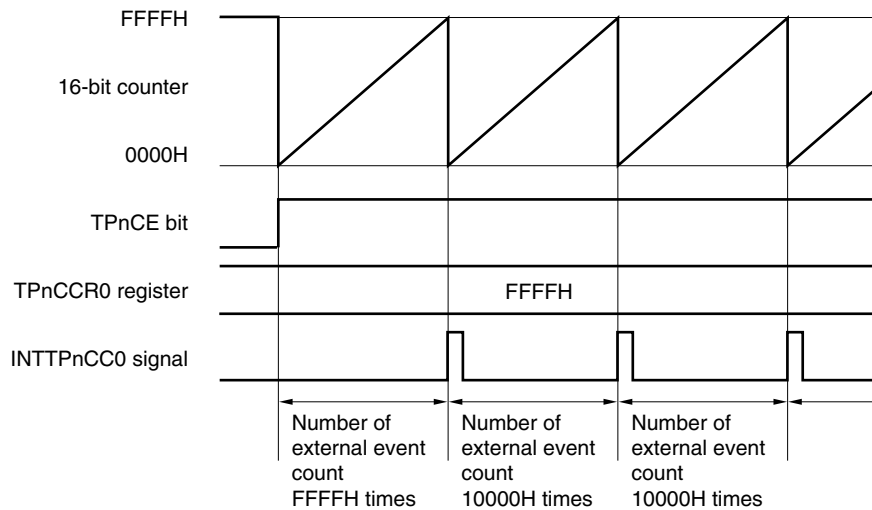 FFFFH
16-bit counter
0000H
TPnCE bit
TPnCCR0 register
FFFFH
INTTPnCC0 signal
Number of
external event
count
FFFFH times
Number of
external event
count
10000H times
Number of
external event
count
10000H times